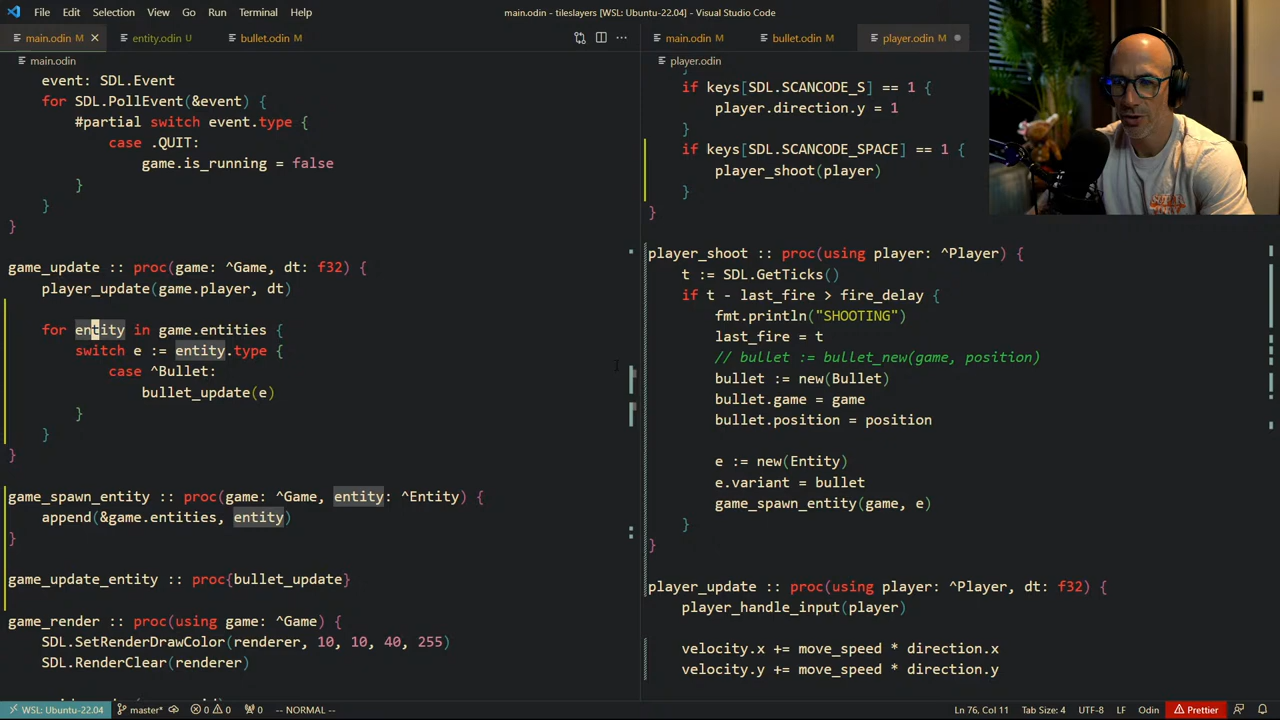 File Edit Selection View Go Run Terminal Help
main.odin - tileslayers [WSL: Ubuntu-22.04] - Visual Studio Code
main.odin M entity.odin U bullet.odin M
main.odin
event: SDL.Event
for SDL.PollEvent(&event) {
#partial switch event.type {
case .QUIT:
game.is_running = false
}
}
}
game_update :: proc(game: ^Game, dt: f32) {
player_update(game.player, dt)
for entity in game.entities {
switch e := entity.type {
case ^Bullet:
bullet_update(e)
}
}
}
game_spawn_entity :: proc(game: ^Game, entity: ^Entity) {
append(&game.entities, entity)
}
game_update_entity :: proc{bullet_update}
game_render :: proc(using game: ^Game) {
SDL.SetRenderDrawColor(renderer, 10, 10, 40, 255)
SDL.RenderClear(renderer)
main.odin M bullet.odin M player.odin M
player.odin
}
if keys[SDL.SCANCODE_S] == 1 {
player.direction.y = 1
}
if keys[SDL.SCANCODE_SPACE] == 1 {
player_shoot(player)
}
}
player_shoot :: proc(using player: ^Player) {
t := SDL.GetTicks()
if t - last_fire > fire_delay {
fmt.println("SHOOTING")
last_fire = t
// bullet := bullet_new(game, position)
bullet := new(Bullet)
bullet.game = game
bullet.position = position
e := new(Entity)
e.variant = bullet
game_spawn_entity(game, e)
}
}
player_update :: proc(using player: ^Player, dt: f32) {
player_handle_input(player)
velocity.x += move_speed * direction.x
velocity.y += move_speed * direction.y
WSL: Ubuntu-22.04 master* 0 0 0 -- NORMAL -- Ln 76, Col 11 Tab Size: 4 UTF-8 LF Odin Prettier